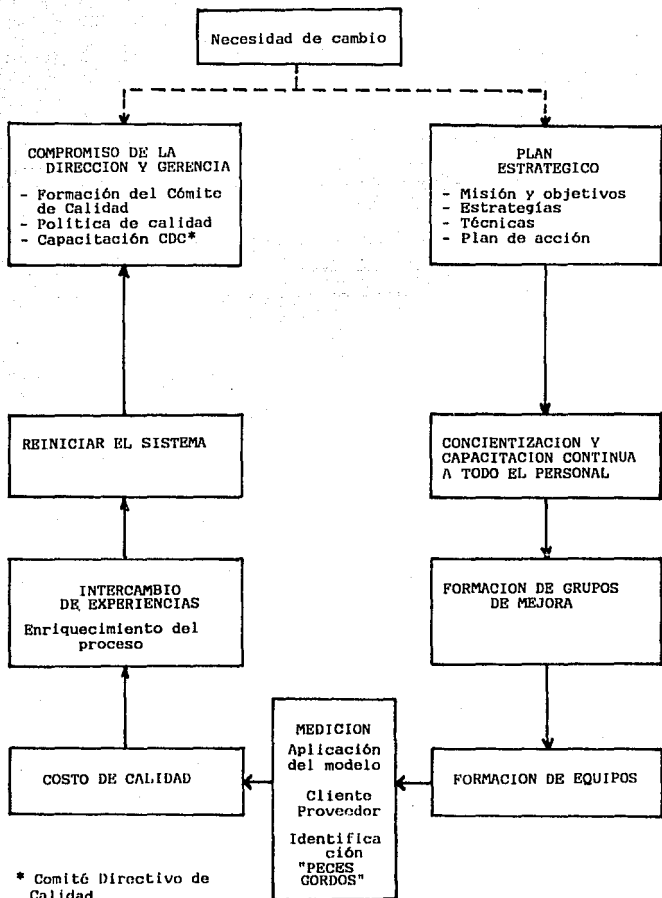 Necesidad de cambio
COMPROMISO DE LA
DIRECCION Y GERENCIA
- Formación del Cómite
de Calidad
- Política de calidad
- Capacitación CDC*
PLAN
ESTRATEGICO
- Misión y objetivos
- Estrategias
- Técnicas
- Plan de acción
REINICIAR EL SISTEMA
CONCIENTIZACION Y
CAPACITACION CONTINUA
A TODO EL PERSONAL
INTERCAMBIO
DE EXPERIENCIAS
Enriquecimiento del
proceso
FORMACION DE GRUPOS
DE MEJORA
COSTO DE CALIDAD
MEDICION
Aplicación
del modelo
Cliente
Proveedor
Identifica
ción
"PECES
GORDOS"
FORMACION DE EQUIPOS
* Comité Directivo de
Calidad